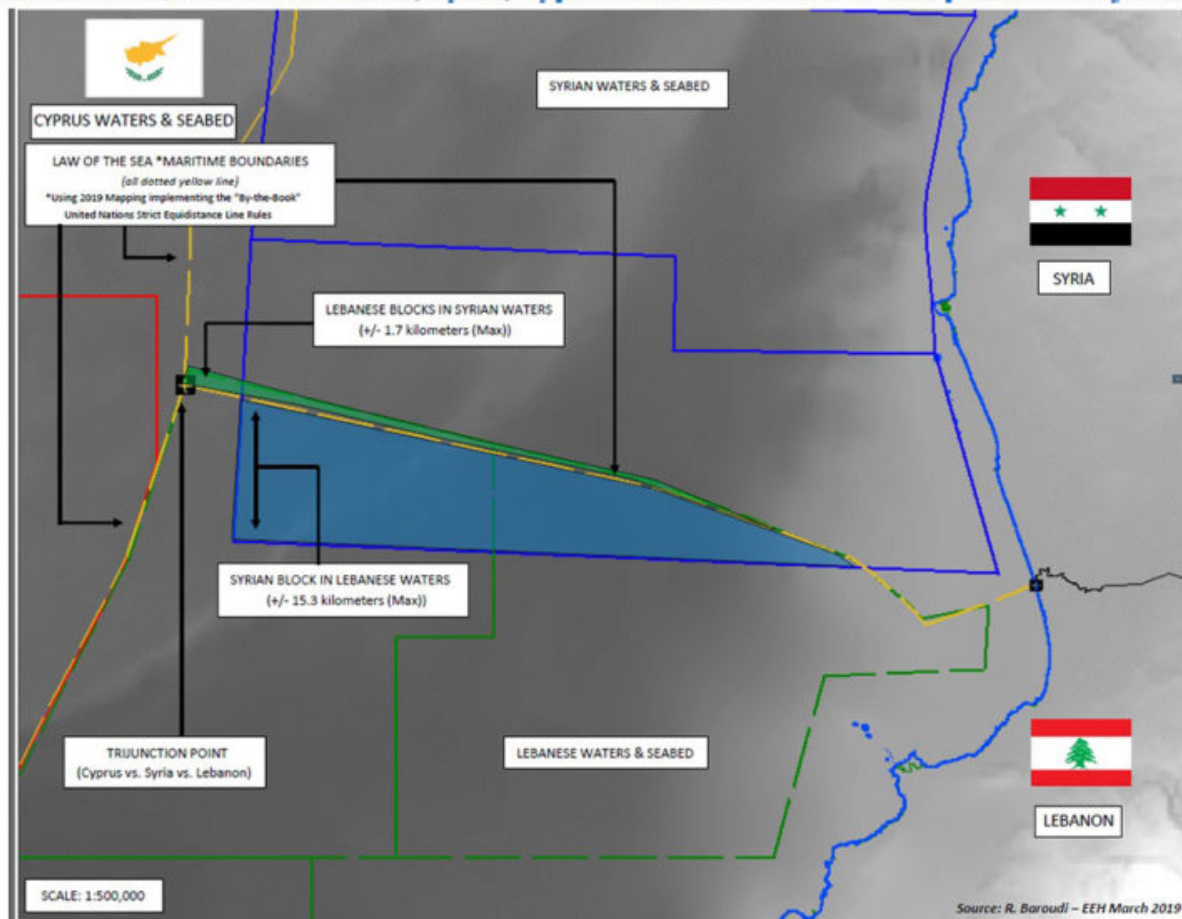 SYRIAN WATERS & SEABED
CYPRUS WATERS & SEABED
LAW OF THE SEA *MARITIME BOUNDARIES
(all dotted yellow line)
*Using 2019 Mapping implementing the "By-the-Book"
United Nations Strict Equidistance Line Rules
SYRIA
LEBANESE BLOCKS IN SYRIAN WATERS
(+/- 1.7 kilometers (Max))
SYRIAN BLOCK IN LEBANESE WATERS
(+/- 15.3 kilometers (Max))
TRIJUNCTION POINT
(Cyprus vs. Syria vs. Lebanon)
LEBANESE WATERS & SEABED
LEBANON
SCALE: 1:500,000
Source: R. Baroudi – EEH March 2019